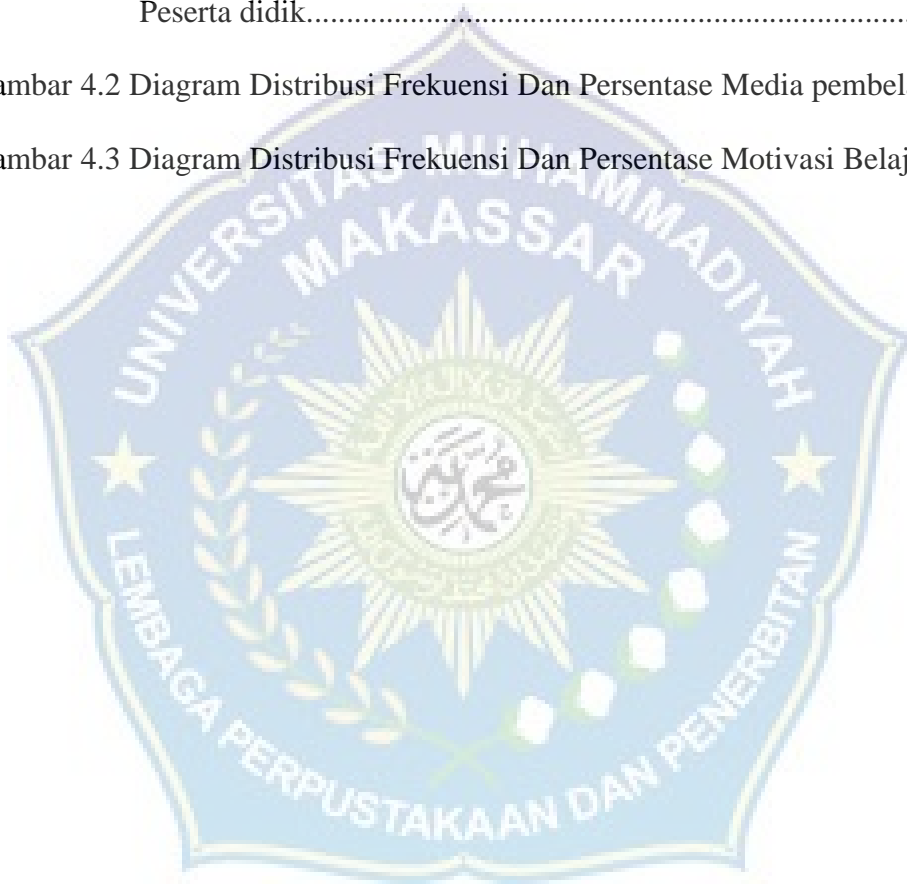 Peserta didik..........................................................................
ambar 4.2 Diagram Distribusi Frekuensi Dan Persentase Media pembela
ambar 4.3 Diagram Distribusi Frekuensi Dan Persentase Motivasi Belaj
UNIVERSITAS MUHAMMADIYAH
MAKASSAR
LEMBAGA PERPUSTAKAAN DAN PENERBITAN